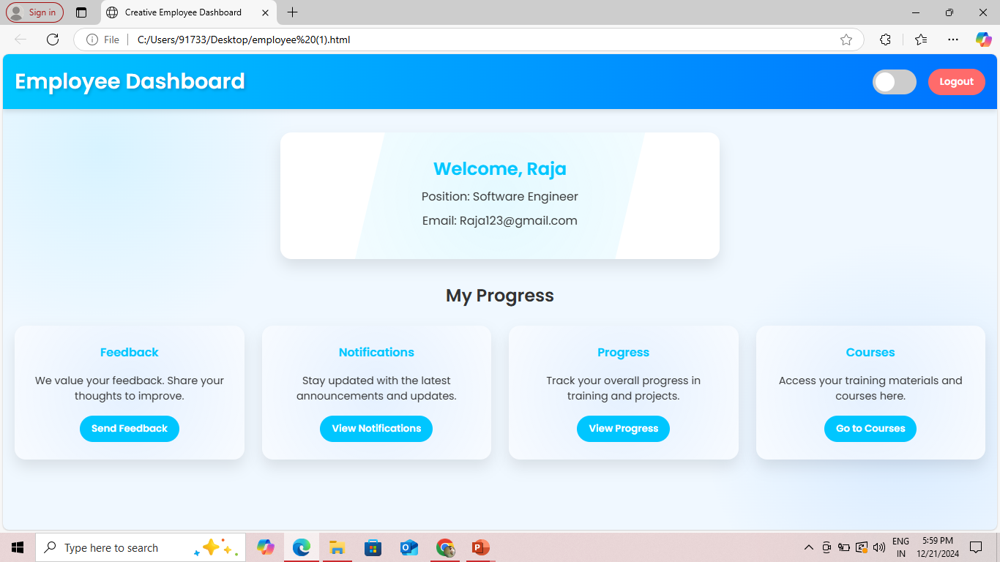 Sign in
Creative Employee Dashboard
File
C:/Users/91733/Desktop/employee%20(1).html
Employee Dashboard
Logout
Welcome, Raja
Position: Software Engineer
Email: Raja123@gmail.com
My Progress
Feedback
We value your feedback. Share your
thoughts to improve.
Send Feedback
Notifications
Stay updated with the latest
announcements and updates.
View Notifications
Progress
Track your overall progress in
training and projects.
View Progress
Courses
Access your training materials and
courses here.
Go to Courses
Type here to search
ENG
IN
5:59 PM
12/21/2024